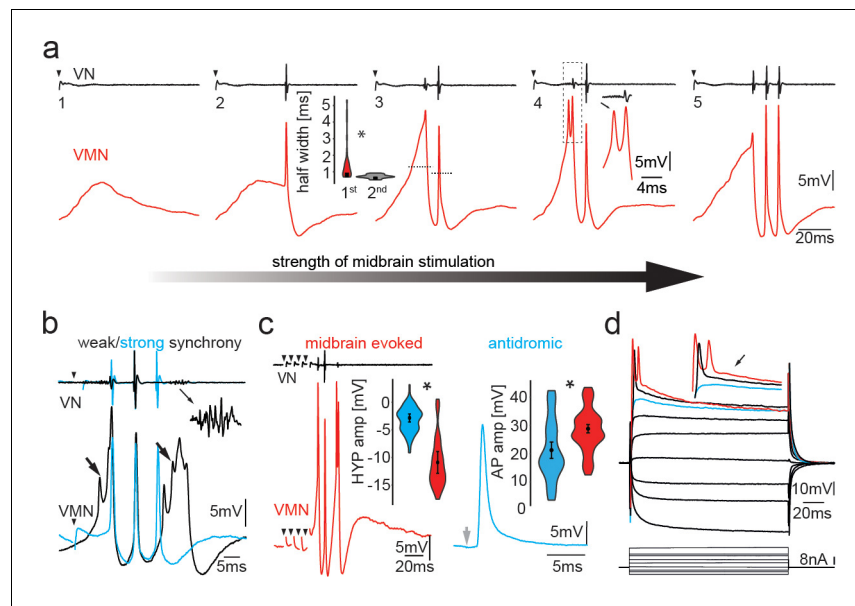 a
VN
1
2
3
4
5
VMN
half width [ms]
5
4
3
2
1
*
1st
2nd
5mV
4ms
5mV
20ms
strength of midbrain stimulation
b
weak/strong synchrony
VN
VMN
5mV
5ms
c
midbrain evoked
VN
VMN
HYP amp [mV]
0
-5
-10
-15
*
5mV
20ms
antidromic
AP amp [mV]
40
30
20
10
0
*
5mV
5ms
d
10mV
20ms
8nA